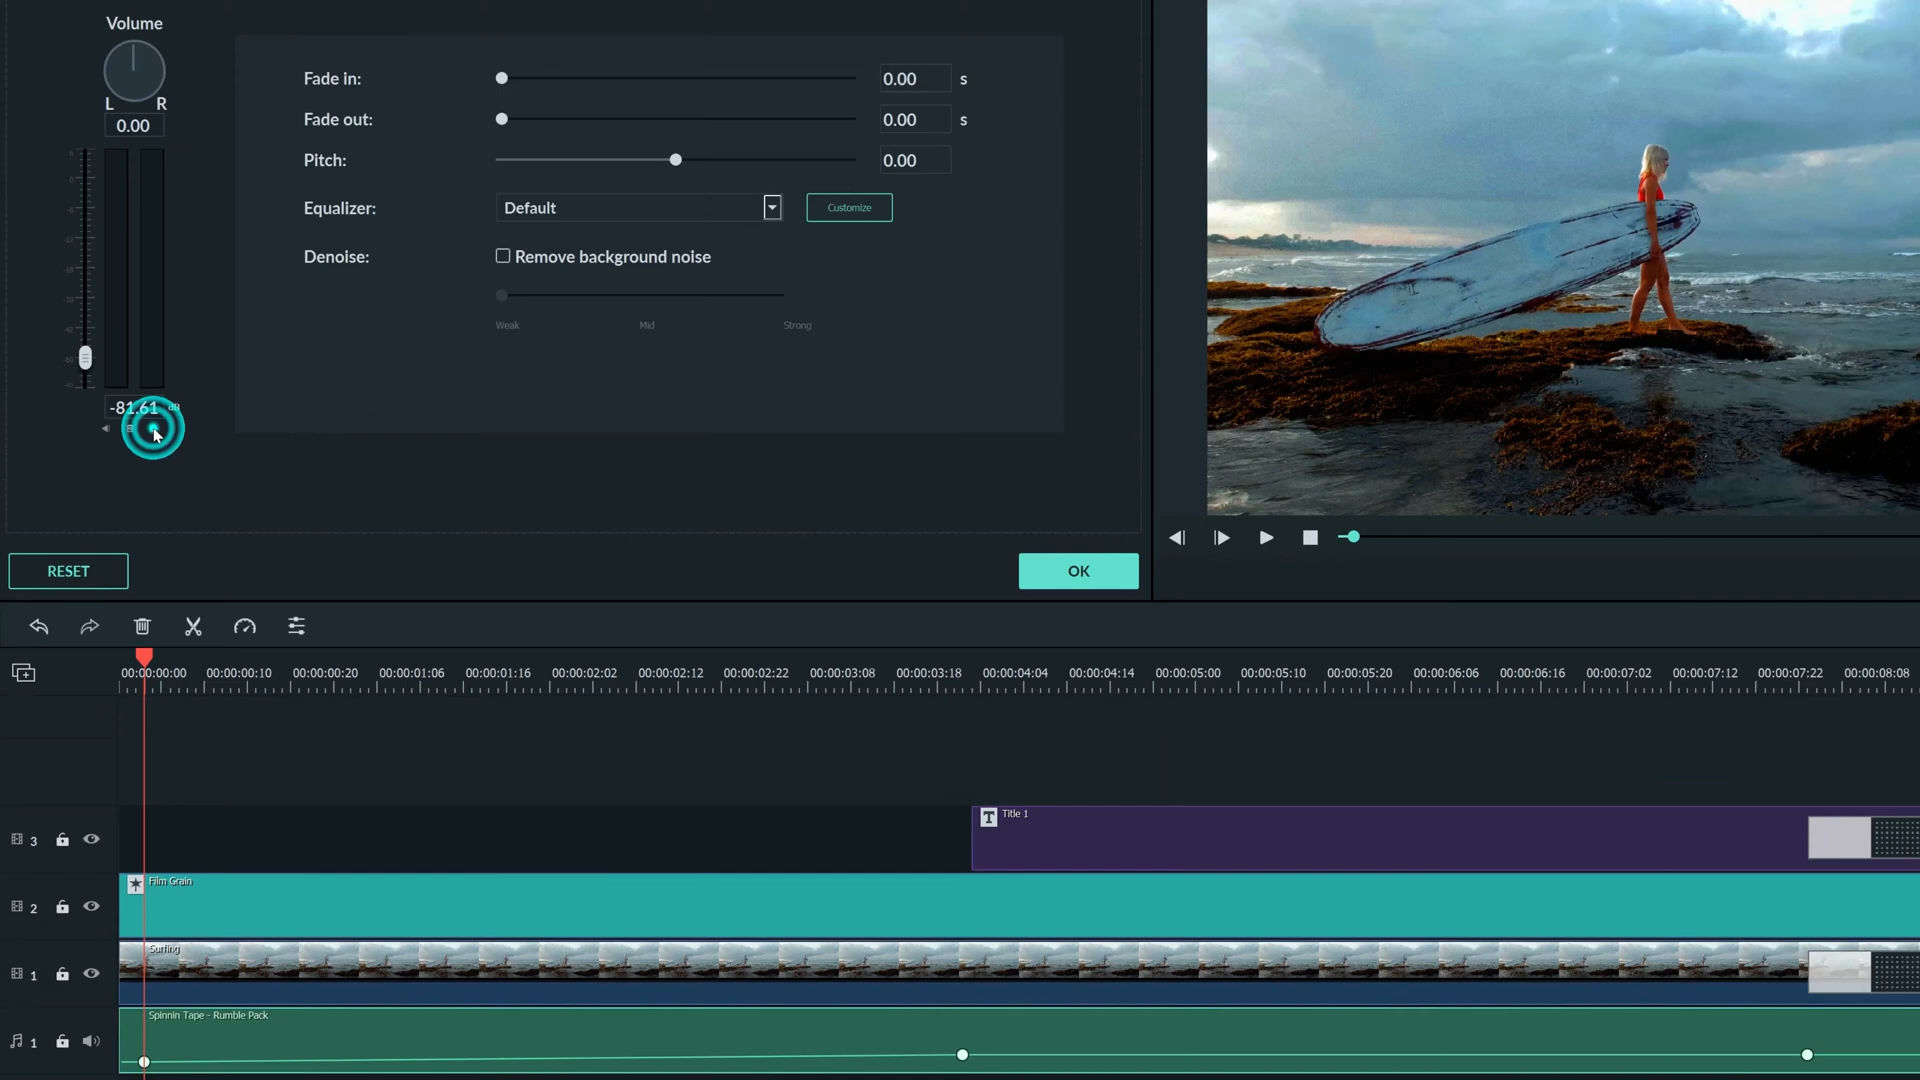 Volume
L R
0.00
Fade in: 0.00 s
Fade out: 0.00 s
Pitch: 0.00
Equalizer: Default Customize
Denoise: Remove background noise
Weak Mid Strong
-81.61 dB
RESET OK
00:00:00:00 00:00:00:10 00:00:00:20 00:00:01:06 00:00:01:16 00:00:02:02 00:00:02:12 00:00:02:22 00:00:03:08 00:00:03:18 00:00:04:04 00:00:04:14 00:00:05:00 00:00:05:10 00:00:05:20 00:00:06:06 00:00:06:16 00:00:07:02 00:00:07:12 00:00:07:22 00:00:08:08
T Title 1
3
Film Grain
2
Surfing
1
Spinnin Tape - Rumble Pack
1